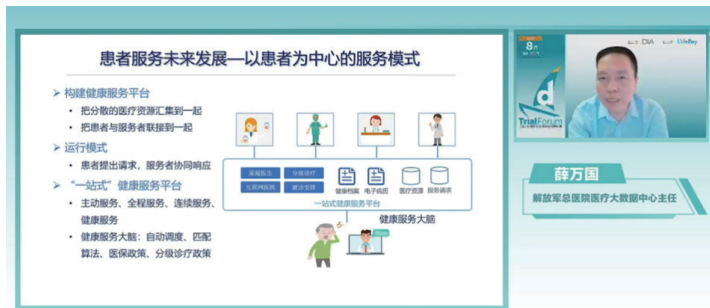 患者服务未来发展—以患者为中心的服务模式
构建健康服务平台
• 把分散的医疗资源汇集到一起
• 把患者与服务者联接到一起
运行模式
• 患者提出请求，服务者协同响应
“一站式”健康服务平台
• 主动服务、全程服务、连续服务、
健康服务
• 健康服务大脑：自动调度、匹配
算法、医保政策、分级诊疗政策
家庭医生
分级诊疗
互联网医院
健康档案
电子病历
医疗资源
服务请求
一站式健康服务平台
健康服务大脑
8月
DIA
LinkBay
d
TrialForum
薛万国
解放军总医院医疗大数据中心主任